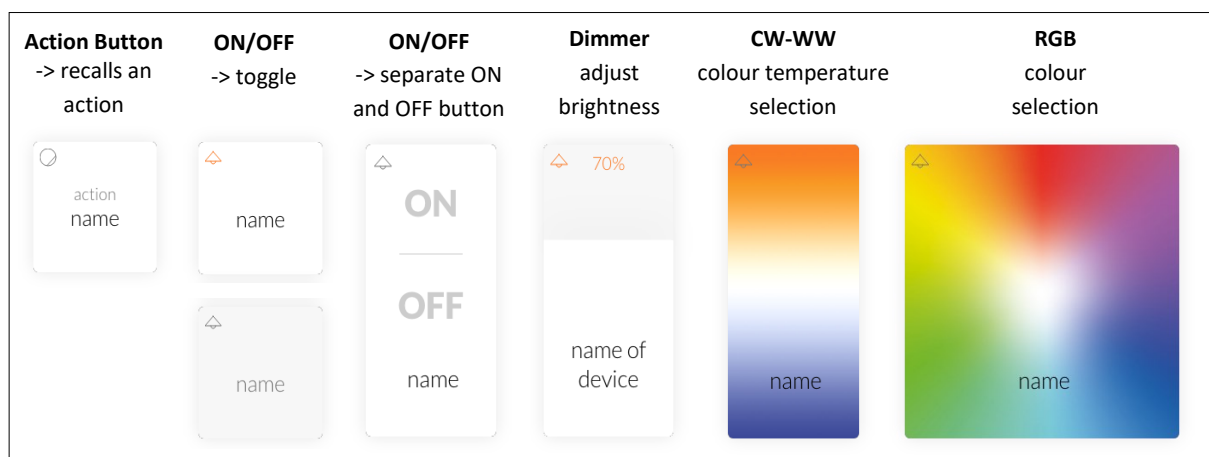 Action Button
-> recalls an
action
action
name
ON/OFF
-> toggle
name
name
ON/OFF
-> separate ON
and OFF button
ON
OFF
name
Dimmer
adjust
brightness
70%
name of
device
CW-WW
colour temperature
selection
name
RGB
colour
selection
name